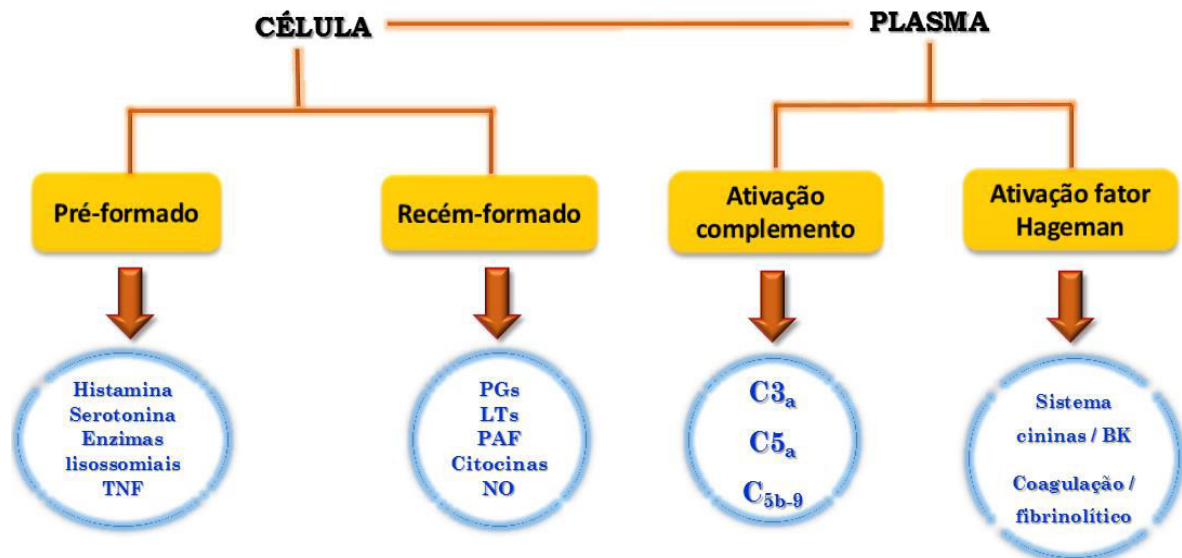 CÉLULA
PLASMA
Pré-formado
Recém-formado
Ativação
complemento
Ativação fator
Hageman
Histamina
Serotonina
Enzimas
lisossomiais
TNF
PGs
LTs
PAF
Citocinas
NO
C3a
C5a
C5b-9
Sistema
cininas / BK
Coagulação /
fibrinolítico